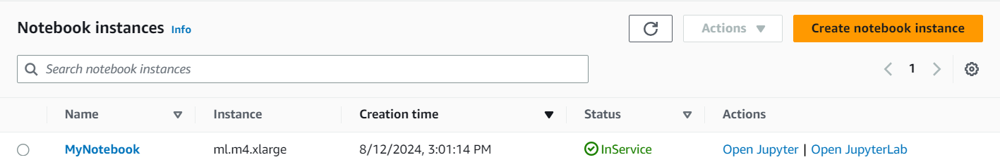 Notebook instances Info
Actions
Create notebook instance
Search notebook instances
1
Name Instance Creation time Status Actions
MyNotebook ml.m4.xlarge 8/12/2024, 3:01:14 PM InService Open Jupyter | Open JupyterLab